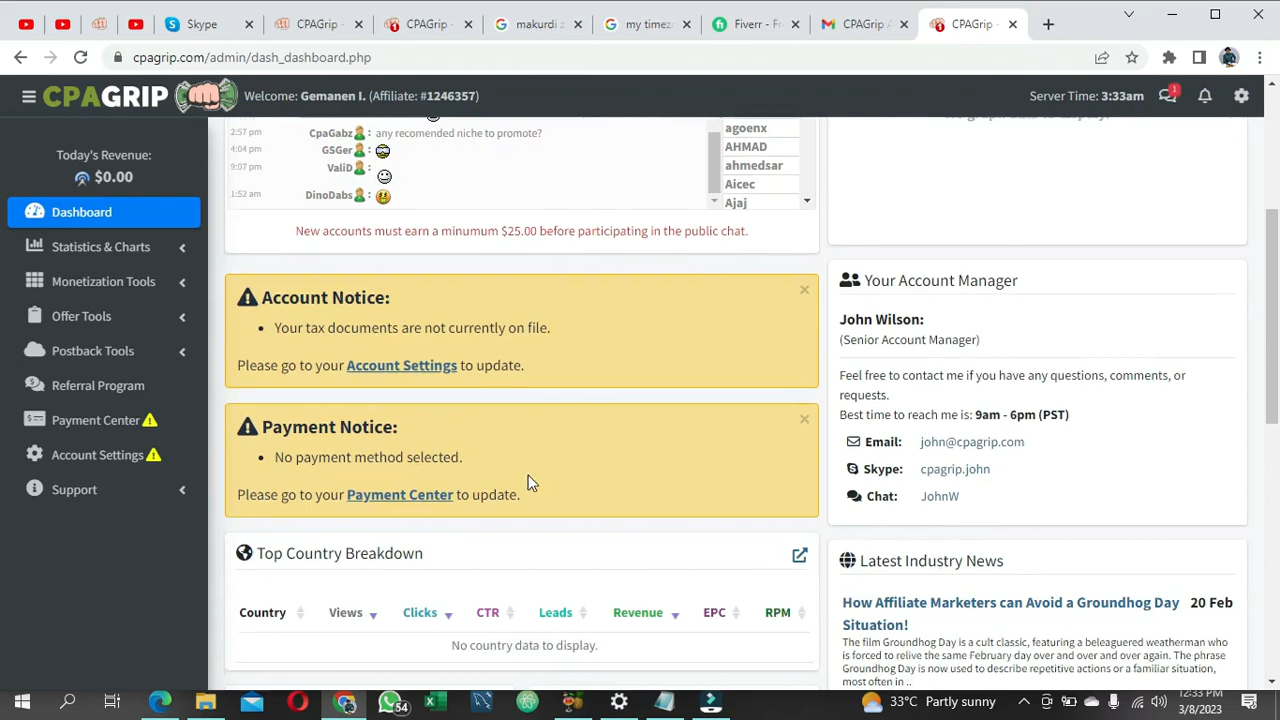 Skype
CPAGrip -
CPAGrip -
makurdi z
my timez
Fiverr - Fr
CPAGrip A
CPAGrip -
cpagrip.com/admin/dash_dashboard.php
CPAGRIP
Welcome: Gemanen I. (Affiliate: #1246357)
Server Time: 3:33am
1
Today's Revenue:
$0.00
Dashboard
Statistics & Charts
Monetization Tools
Offer Tools
Postback Tools
Referral Program
Payment Center
Account Settings
Support
2:57 pm CpaGabz : any recomended niche to promote?
4:04 pm GSGer :
9:07 pm ValiD :
1:52 am DinoDabs :
agoenx
AHMAD
ahmedsar
Aicec
Ajaj
New accounts must earn a minumum $25.00 before participating in the public chat.
Account Notice:
• Your tax documents are not currently on file.
Please go to your Account Settings to update.
Payment Notice:
• No payment method selected.
Please go to your Payment Center to update.
Top Country Breakdown
Country Views Clicks CTR Leads Revenue EPC RPM
No country data to display.
Your Account Manager
John Wilson:
(Senior Account Manager)
Feel free to contact me if you have any questions, comments, or
requests.
Best time to reach me is: 9am - 6pm (PST)
Email: john@cpagrip.com
Skype: cpagrip.john
Chat: JohnW
Latest Industry News
How Affiliate Marketers can Avoid a Groundhog Day 20 Feb
Situation!
The film Groundhog Day is a cult classic, featuring a beleaguered weatherman who
is forced to relive the same February day over and over and over again. The phrase
Groundhog Day is now used to describe repetitive actions or a familiar situation,
most often in ..
54
33°C Partly sunny
12:33 PM
3/8/2023